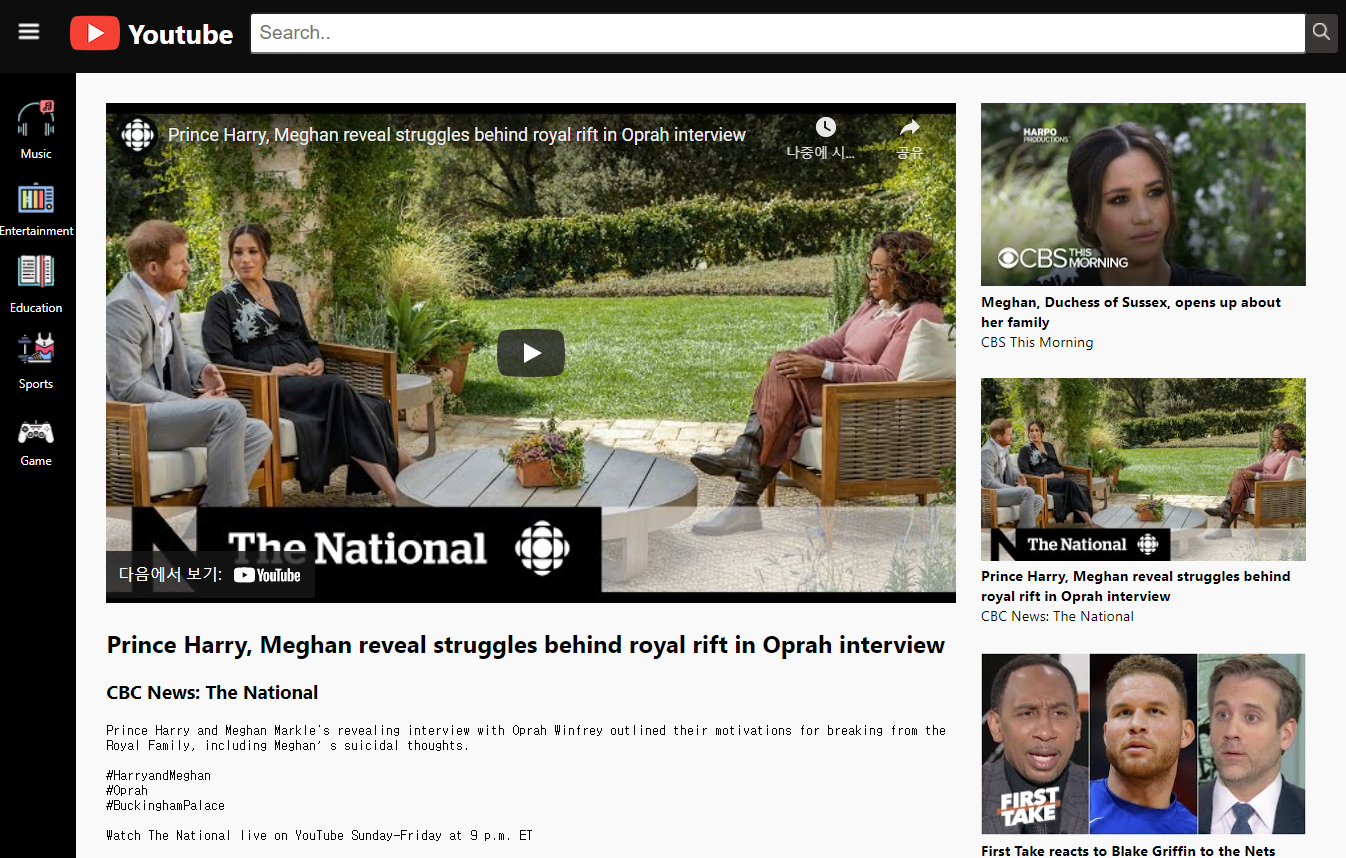 Youtube
Search..
Music
Entertainment
Education
Sports
Game
Prince Harry, Meghan reveal struggles behind royal rift in Oprah interview
나중에 시...
공유
The National
다음에서 보기: YouTube
Prince Harry, Meghan reveal struggles behind royal rift in Oprah interview
CBC News: The National
Prince Harry and Meghan Markle's revealing interview with Oprah Winfrey outlined their motivations for breaking from the
Royal Family, including Meghan’s suicidal thoughts.
#HarryandMeghan
#Oprah
#BuckinghamPalace
Watch The National live on YouTube Sunday-Friday at 9 p.m. ET
HARPO
PRODUCTIONS
CBS THIS MORNING
Meghan, Duchess of Sussex, opens up about
her family
CBS This Morning
The National
Prince Harry, Meghan reveal struggles behind
royal rift in Oprah interview
CBC News: The National
FIRST
TAKE
First Take reacts to Blake Griffin to the Nets